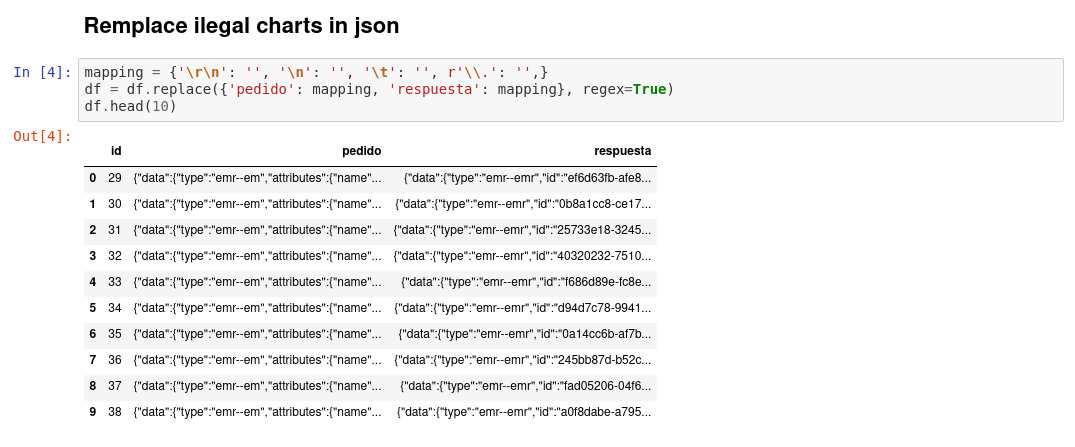 Remplace ilegal charts in json
In [4]: mapping = {'\r\n': '', '\n': '', '\t': '', r'\\.': '',}
df = df.replace({'pedido': mapping, 'respuesta': mapping}, regex=True)
df.head(10)
Out[4]:
id pedido respuesta
0 29 {"data":{"type":"emr--em","attributes":{"name"... {"data":{"type":"emr--emr","id":"ef6d63fb-afe8...
1 30 {"data":{"type":"emr--em","attributes":{"name"... {"data":{"type":"emr--emr","id":"0b8a1cc8-ce17...
2 31 {"data":{"type":"emr--em","attributes":{"name"... {"data":{"type":"emr--emr","id":"25733e18-3245...
3 32 {"data":{"type":"emr--em","attributes":{"name"... {"data":{"type":"emr--emr","id":"40320232-7510...
4 33 {"data":{"type":"emr--em","attributes":{"name"... {"data":{"type":"emr--emr","id":"f686d89e-fc8e...
5 34 {"data":{"type":"emr--em","attributes":{"name"... {"data":{"type":"emr--emr","id":"d94d7c78-9941...
6 35 {"data":{"type":"emr--em","attributes":{"name"... {"data":{"type":"emr--emr","id":"0a14cc6b-af7b...
7 36 {"data":{"type":"emr--em","attributes":{"name"... {"data":{"type":"emr--emr","id":"245bb87d-b52c...
8 37 {"data":{"type":"emr--em","attributes":{"name"... {"data":{"type":"emr--emr","id":"fad05206-04f6...
9 38 {"data":{"type":"emr--em","attributes":{"name"... {"data":{"type":"emr--emr","id":"a0f8dabe-a795...